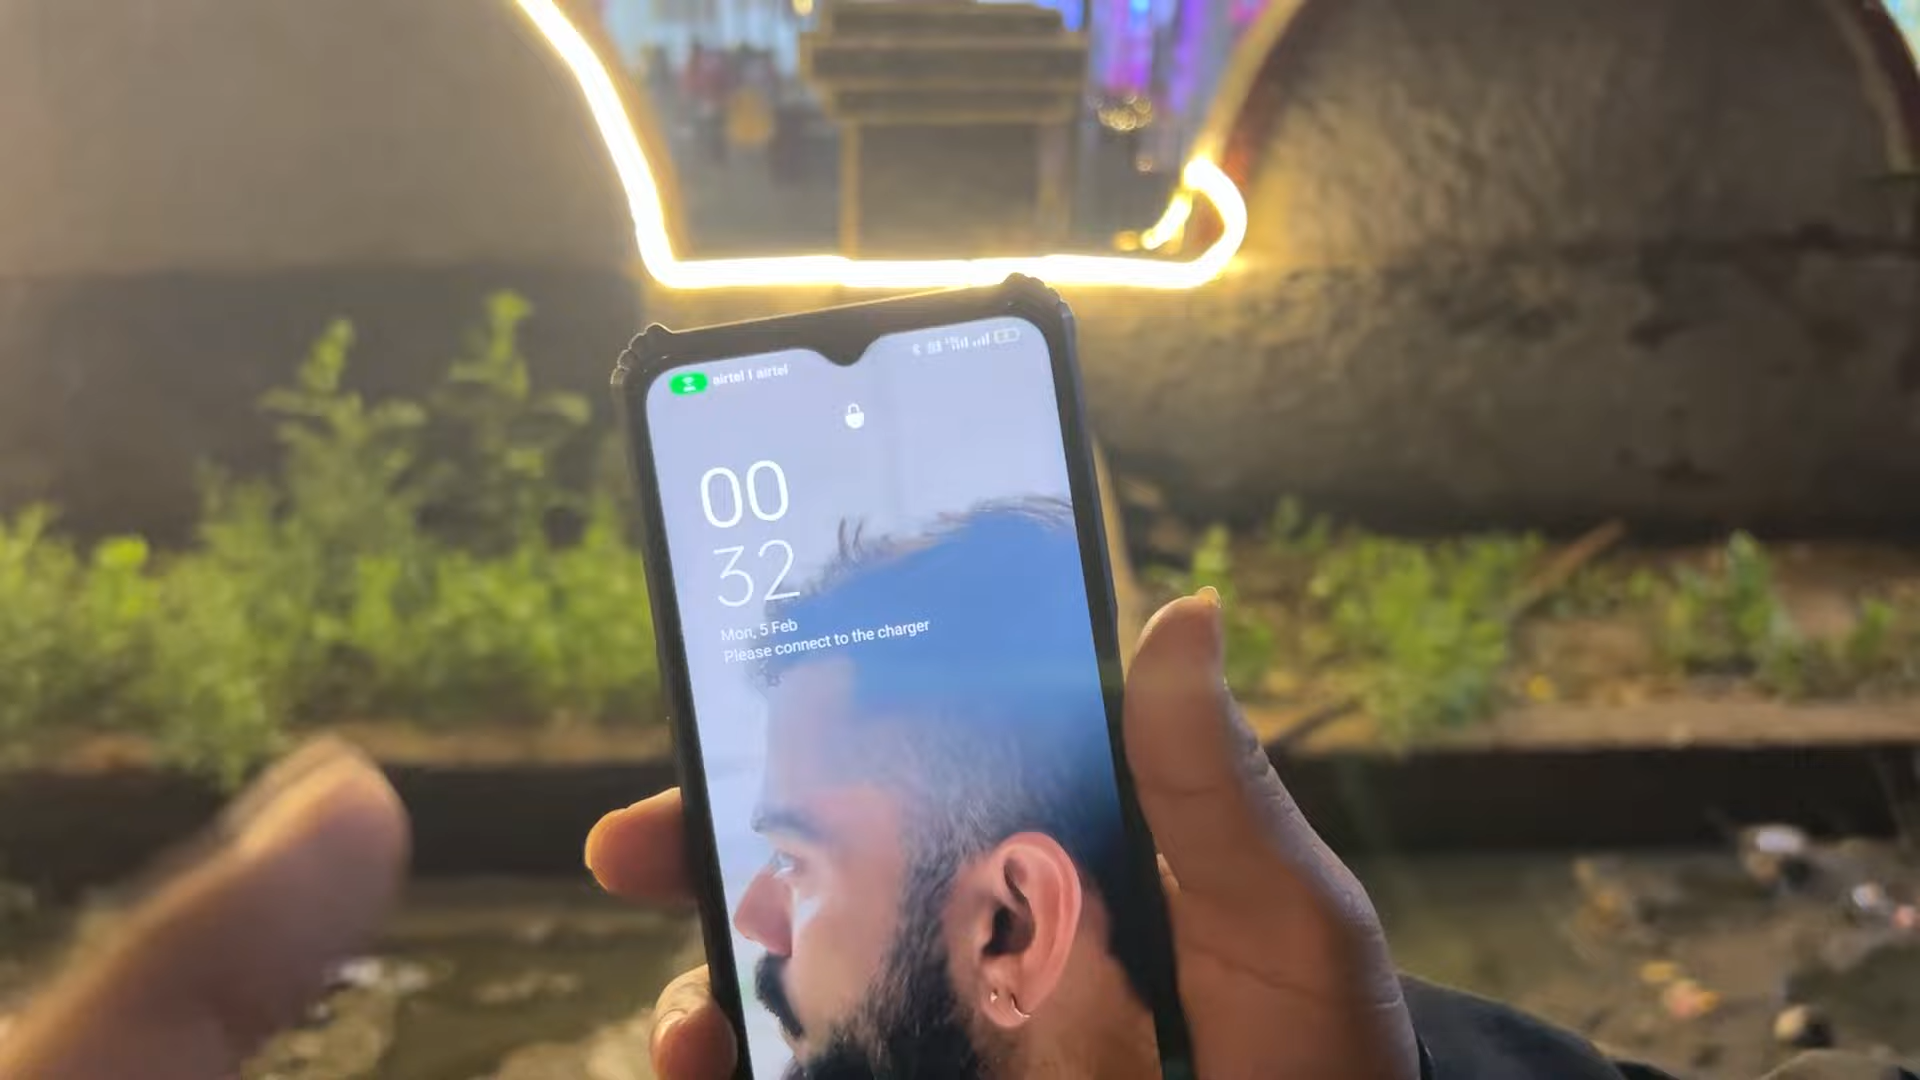 airtel | airtel
00
32
Mon, 5 Feb
Please connect to the charger